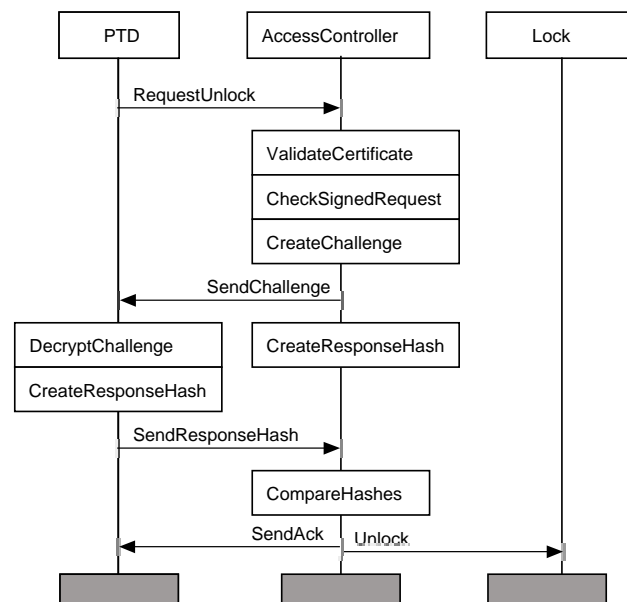 PTD AccessController Lock
RequestUnlock
ValidateCertificate
CheckSignedRequest
CreateChallenge
SendChallenge
DecryptChallenge CreateResponseHash
CreateResponseHash
SendResponseHash
CompareHashes
SendAck Unlock